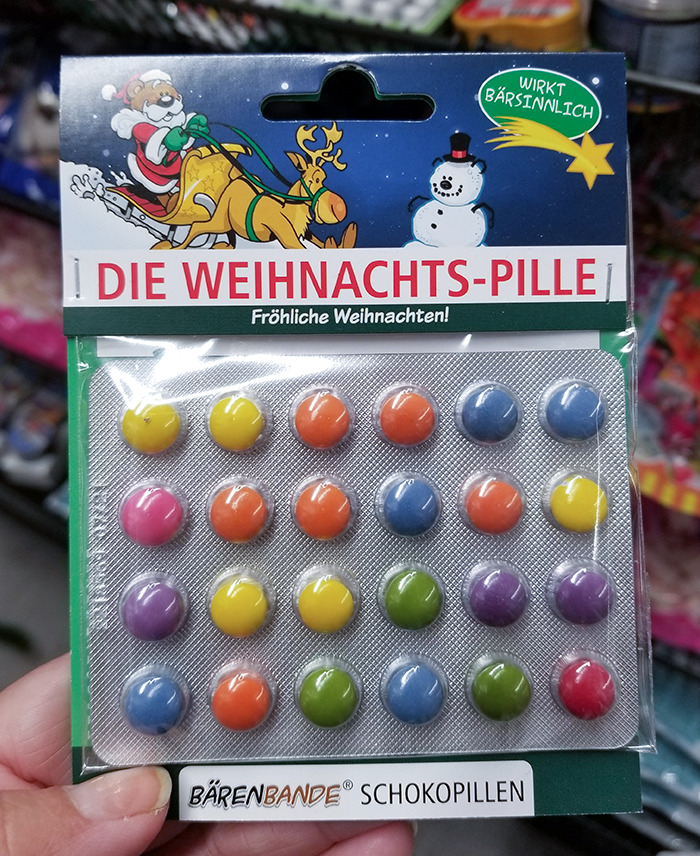 WIRKT
BÄRSINNLICH
DIE WEIHNACHTS-PILLE
Fröhliche Weihnachten!
BÄRENBANDE® SCHOKOPILLEN